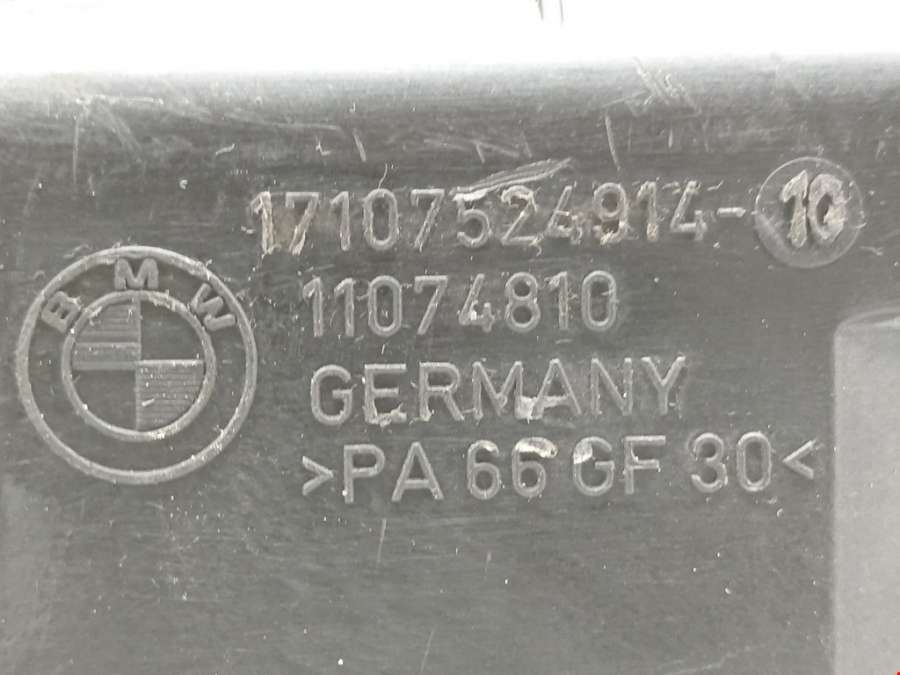 17107524914-10
BMW
11074810
GERMANY
>PA 66 GF 30<